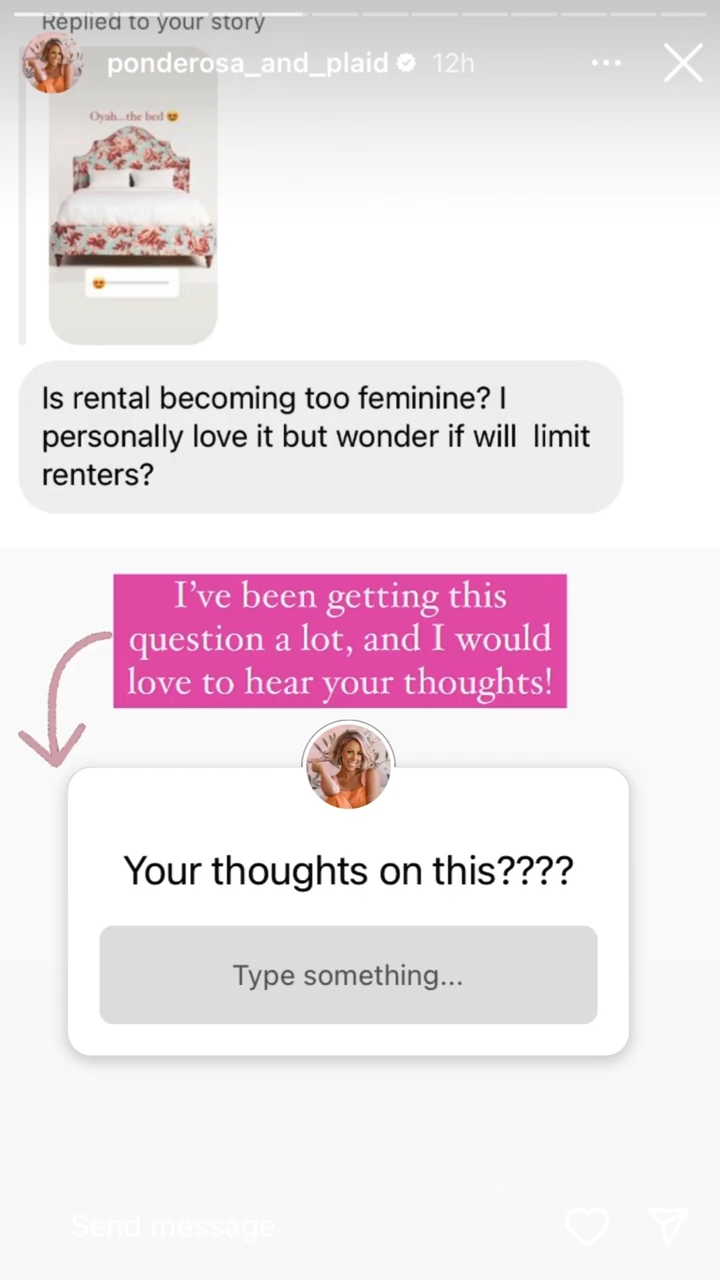 Replied to your story
ponderosa_and_plaid 12h
Oyah...the bed 😍
Is rental becoming too feminine? I
personally love it but wonder if will  limit
renters?
I've been getting this
question a lot, and I would
love to hear your thoughts!
Your thoughts on this????
Type something...
Send message